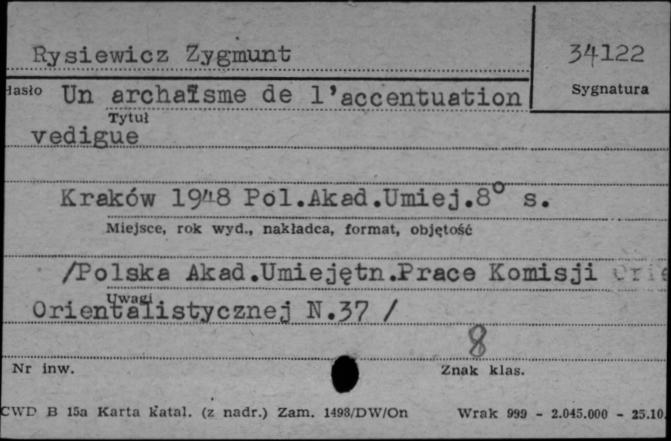 Rysiewicz Zygmunt
34122
Hasło
Sygnatura
Un archaïsme de l'accentuation
Tytuł
vedigue
Kraków 1948 Pol.Akad.Umiej.8° s.
Miejsce, rok wyd., nakładca, format, objętość
/Polska Akad.Umiejętn.Prace Komisji Orie
Uwagi
Orientalistycznej N.37 /
8
Nr inw.
Znak klas.
CWD B 15a Karta katal. (z nadr.) Zam. 1498/DW/On
Wrak 999 - 2.045.000 - 25.10.